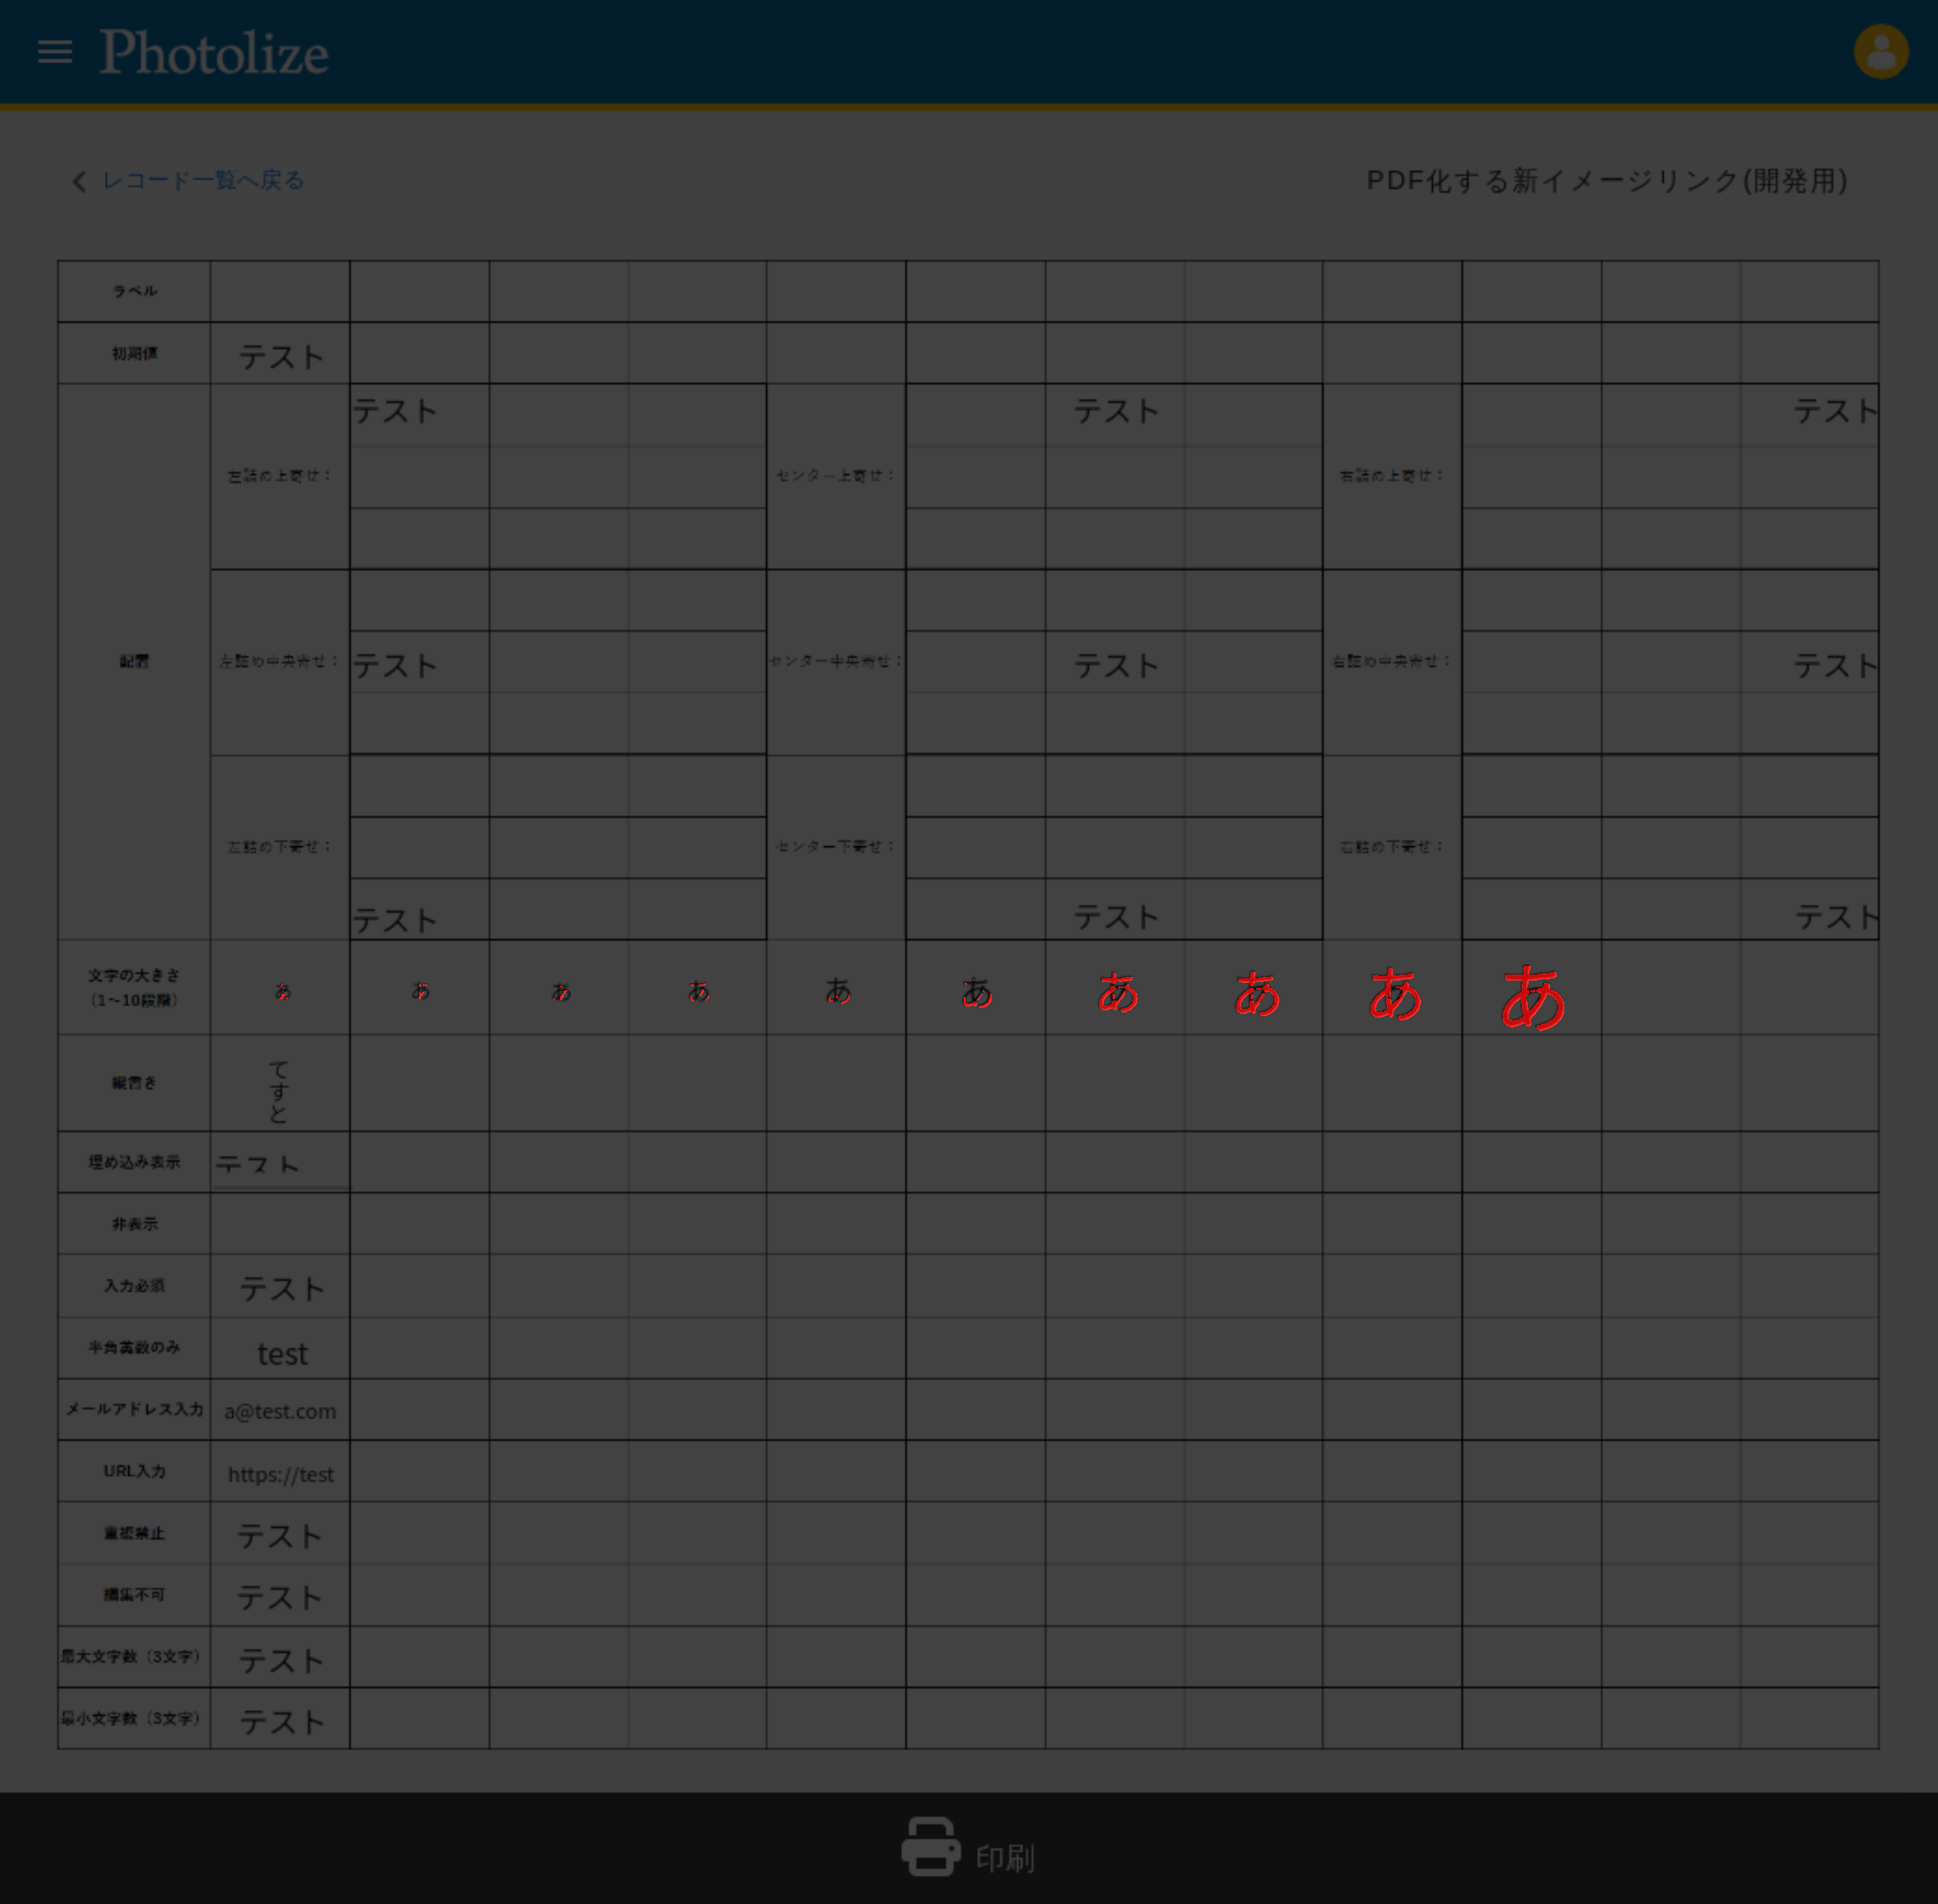 Photolize
レコード一覧へ戻る
PDF化する新イメージリンク(開発用)
ラベル
初期値 テスト
テスト テスト テスト
左詰め上寄せ： センター上寄せ： 右詰め上寄せ：
配置 左詰め中央寄せ： テスト センター中央寄せ： テスト 右詰め中央寄せ： テスト
左詰め下寄せ： センター下寄せ： 右詰め下寄せ：
テスト テスト テスト
文字の大きさ
（1〜10段階）
あ あ あ あ あ あ あ あ あ あ
縦書き てすと
埋め込み表示 テスト
非表示
入力必須 テスト
半角英数のみ test
メールアドレス入力 a@test.com
URL入力 https://test
重複禁止 テスト
編集不可 テスト
最大文字数（3文字） テスト
最小文字数（3文字） テスト
印刷